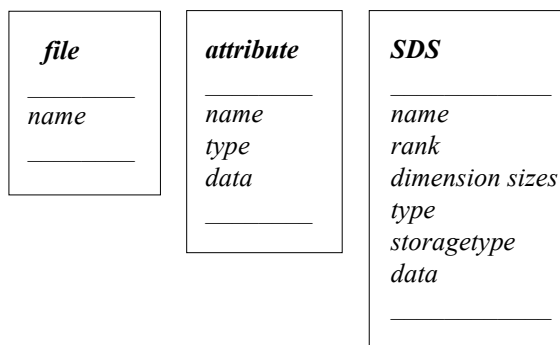 file
name
attribute
name
type
data
SDS
name
rank
dimension sizes
type
storagetype
data